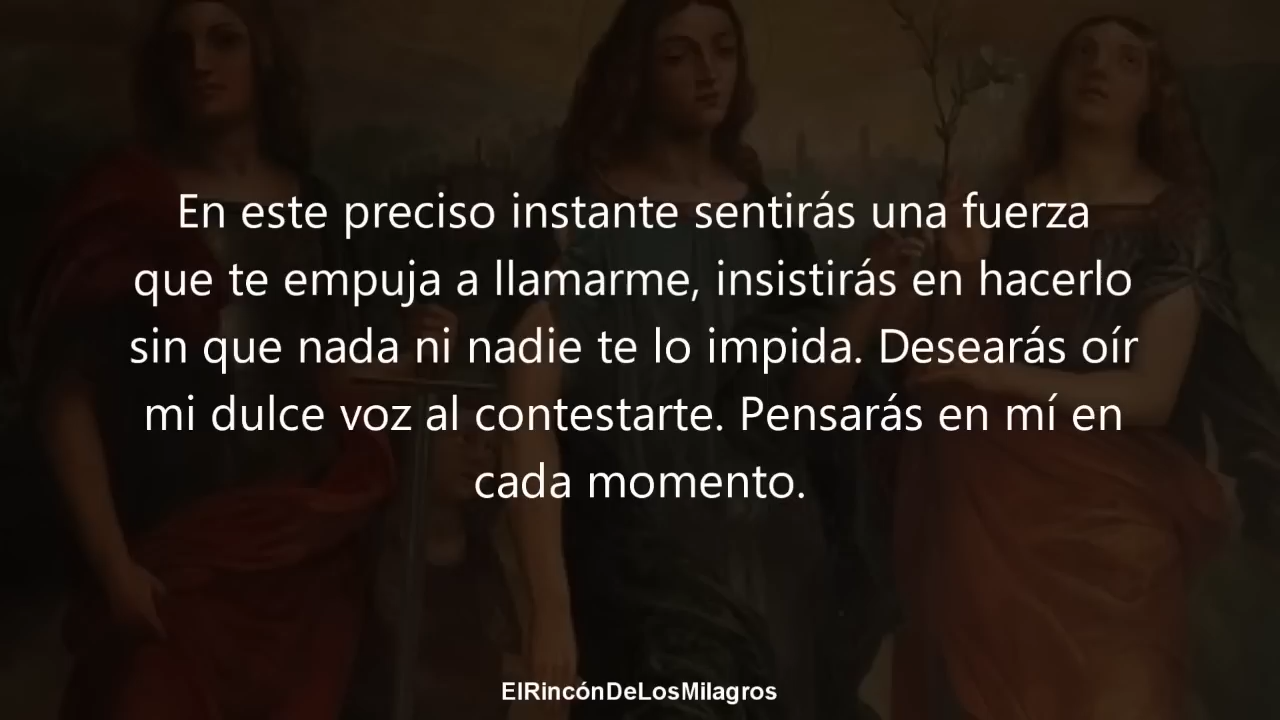 En este preciso instante sentirás una fuerza
que te empuja a llamarme, insistirás en hacerlo
sin que nada ni nadie te lo impida. Desearás oír
mi dulce voz al contestarte. Pensarás en mí en
cada momento.
ElRincónDeLosMilagros